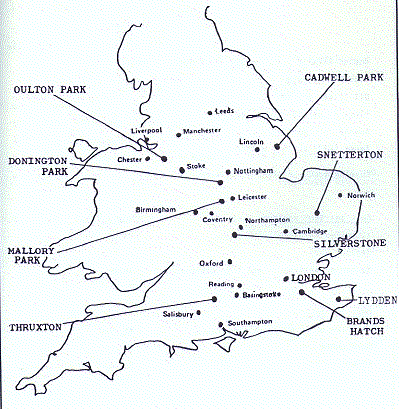 CADWELL PARK
OULTON PARK
Leeds
Liverpool
Manchester
Lincoln
Chester
Stoke
SNETTERTON
DONINGTON
PARK
Nottingham
Norwich
Leicester
Birmingham
Coventry
Northampton
Cambridge
SILVERSTONE
MALLORY
PARK
Oxford
LONDON
Reading
Basingstoke
LYDDEN
THRUXTON
Salisbury
Southampton
BRANDS
HATCH